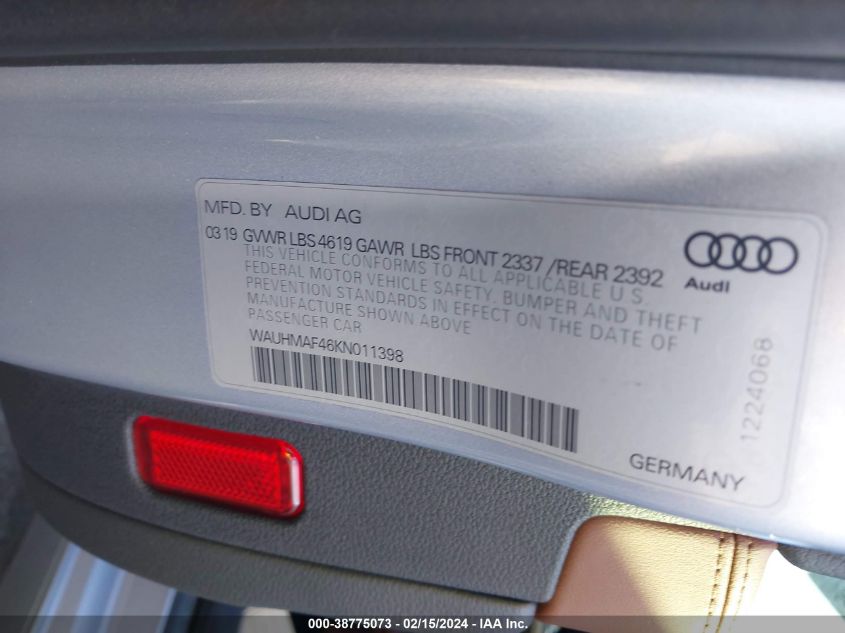 MFD. BY AUDI AG
03 19 GVWR LBS 4619 GAWR LBS FRONT 2337 /REAR 2392
THIS VEHICLE CONFORMS TO ALL APPLICABLE U.S.
FEDERAL MOTOR VEHICLE SAFETY, BUMPER AND THEFT
PREVENTION STANDARDS IN EFFECT ON THE DATE OF
MANUFACTURE SHOWN ABOVE
PASSENGER CAR
WAUHMAF46KN011398
Audi
1224068
GERMANY
000-38775073 - 02/15/2024 - IAA Inc.